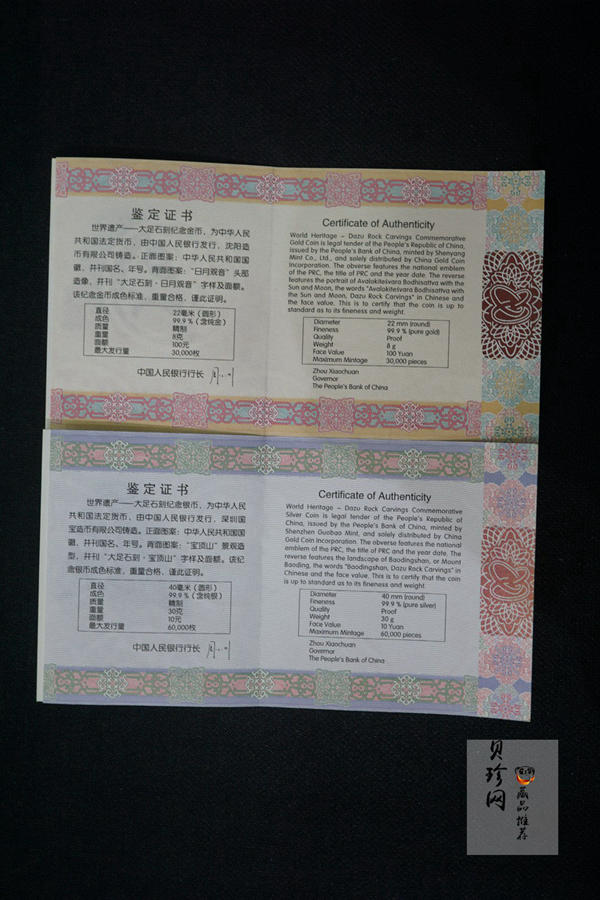 鉴定证书
世界遗产——大足石刻纪念金币，为中华人民
共和国法定货币，由中国人民银行发行，沈阳造
币有限公司铸造。正面图案：中华人民共和国国
徽，并刊国名、年号。背面图案：“日月观音”头部
造像，并刊“大足石刻·日月观音”字样及面额。
该纪念金币成色标准，重量合格，谨此证明。
直径 22毫米（圆形）
成色 99.9％（含纯金）
质量 精制
重量 8克
面额 100元
最大发行量 30,000枚
中国人民银行行长
Certificate of Authenticity
World Heritage – Dazu Rock Carvings Commemorative
Gold Coin is legal tender of the People's Republic of China,
issued by the People's Bank of China, minted by Shenyang
Mint Co., Ltd., and solely distributed by China Gold Coin
Incorporation. The obverse features the national emblem
of the PRC, the title of PRC and the year date. The reverse
features the portrait of Avalokiteisvara Bodhisattva with the
Sun and Moon, the words "Avalokiteisvara Bodhisattva with
the Sun and Moon, Dazu Rock Carvings" in Chinese and
the face value. This is to certify that the coin is up to
standard as to its fineness and weight.
Diameter 22 mm (round)
Fineness 99.9 % (pure gold)
Quality Proof
Weight 8 g
Face Value 100 Yuan
Maximum Mintage 30,000 pieces
Zhou Xiaochuan
Governor
The People's Bank of China
鉴定证书
世界遗产——大足石刻纪念银币，为中华人民
共和国法定货币，由中国人民银行发行，深圳国
宝造币有限公司铸造。正面图案：中华人民共和国国
徽，并刊国名、年号。背面图案：“宝顶山”景观造
型，并刊“大足石刻·宝顶山”字样及面额。该纪
念银币成色标准，重量合格，谨此证明。
直径 40毫米（圆形）
成色 99.9％（含纯银）
质量 精制
重量 30克
面额 10元
最大发行量 60,000枚
中国人民银行行长
Certificate of Authenticity
World Heritage – Dazu Rock Carvings Commemorative
Silver Coin is legal tender of the People's Republic of
China, issued by the People's Bank of China, minted by
Shenzhen Guobao Mint, and solely distributed by China
Gold Coin Incorporation. The obverse features the national
emblem of the PRC, the title of PRC and the year date. The
reverse features the landscape of Baodingshan, or Mount
Baoding, the words "Baodingshan, Dazu Rock Carvings" in
Chinese and the face value. This is to certify that the coin
is up to standard as to its fineness and weight.
Diameter 40 mm (round)
Fineness 99.9 % (pure silver)
Quality Proof
Weight 30 g
Face Value 10 Yuan
Maximum Mintage 60,000 pieces
Zhou Xiaochuan
Governor
The People's Bank of China
贝珍网
藏品推荐